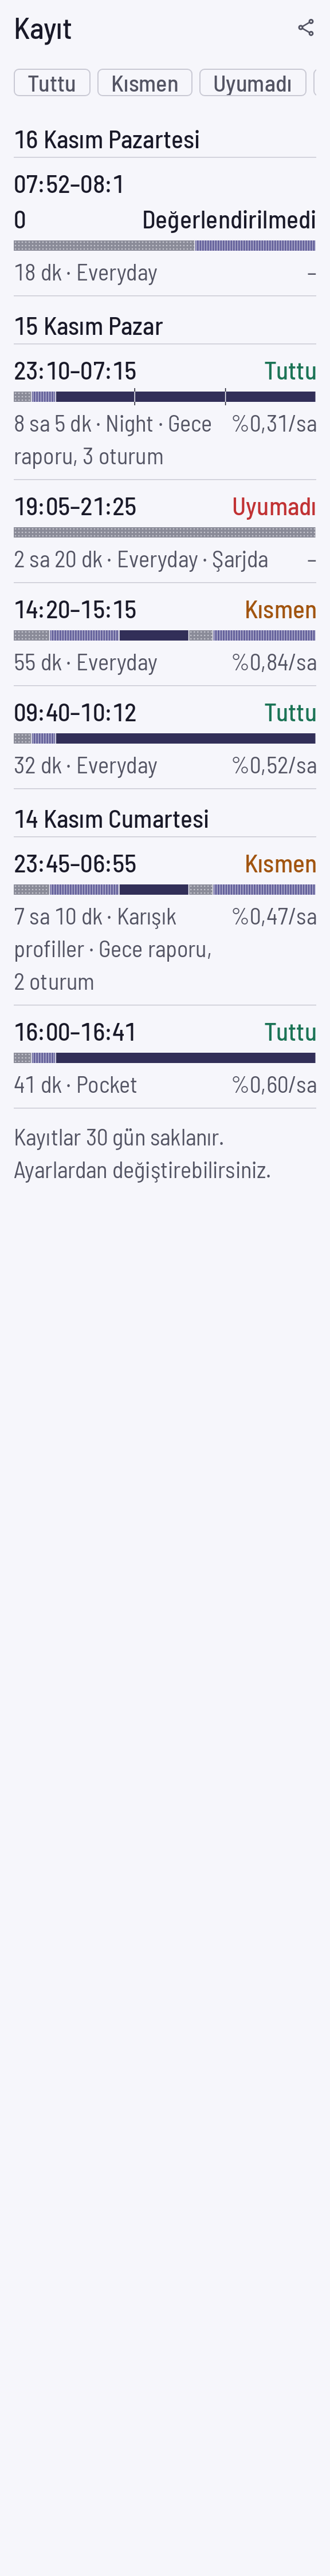 Kayıt
Tuttu Kısmen Uyumadı
16 Kasım Pazartesi
07:52–08:1
0 Değerlendirilmedi
18 dk · Everyday –
15 Kasım Pazar
23:10–07:15 Tuttu
8 sa 5 dk · Night · Gece %0,31/sa
raporu, 3 oturum
19:05–21:25 Uyumadı
2 sa 20 dk · Everyday · Şarjda –
14:20–15:15 Kısmen
55 dk · Everyday %0,84/sa
09:40–10:12 Tuttu
32 dk · Everyday %0,52/sa
14 Kasım Cumartesi
23:45–06:55 Kısmen
7 sa 10 dk · Karışık %0,47/sa
profiller · Gece raporu,
2 oturum
16:00–16:41 Tuttu
41 dk · Pocket %0,60/sa
Kayıtlar 30 gün saklanır.
Ayarlardan değiştirebilirsiniz.